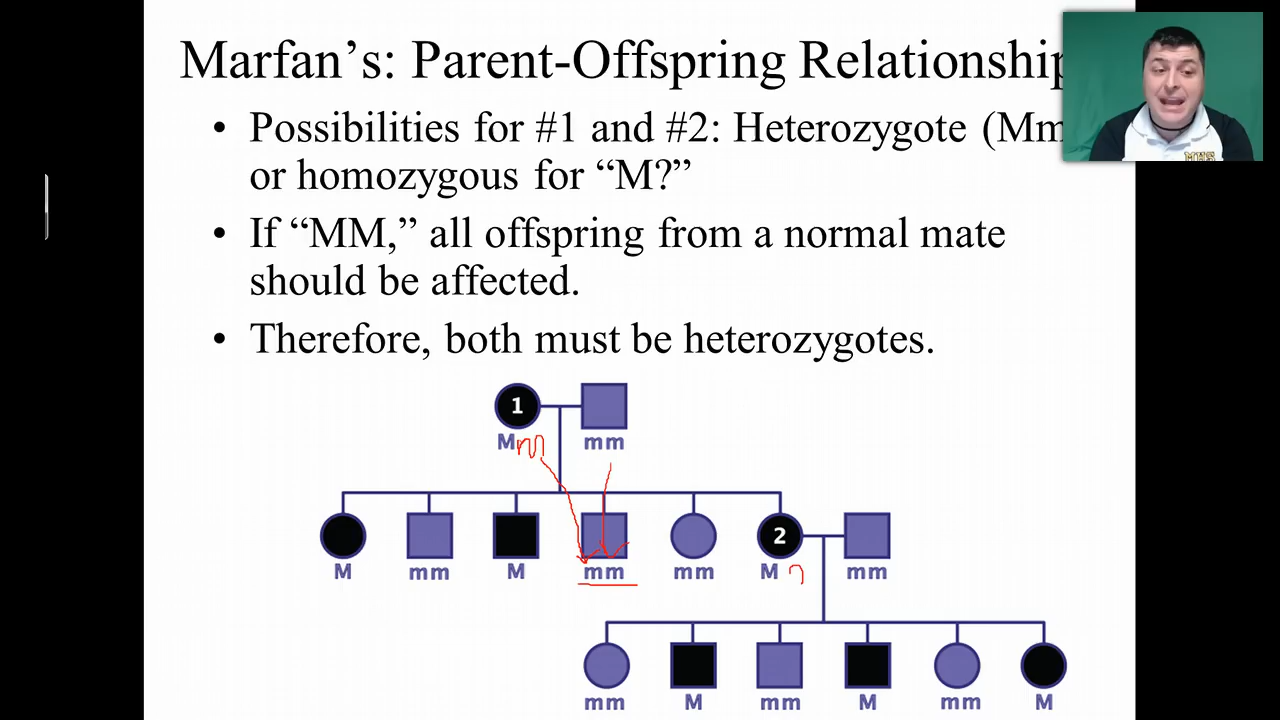 Marfan's: Parent-Offspring Relationship
• Possibilities for #1 and #2: Heterozygote (Mm
or homozygous for “M?”
• If “MM,” all offspring from a normal mate
should be affected.
• Therefore, both must be heterozygotes.
1
Mm mm
2
M mm M mm mm M mm
mm M mm M mm M
MHS